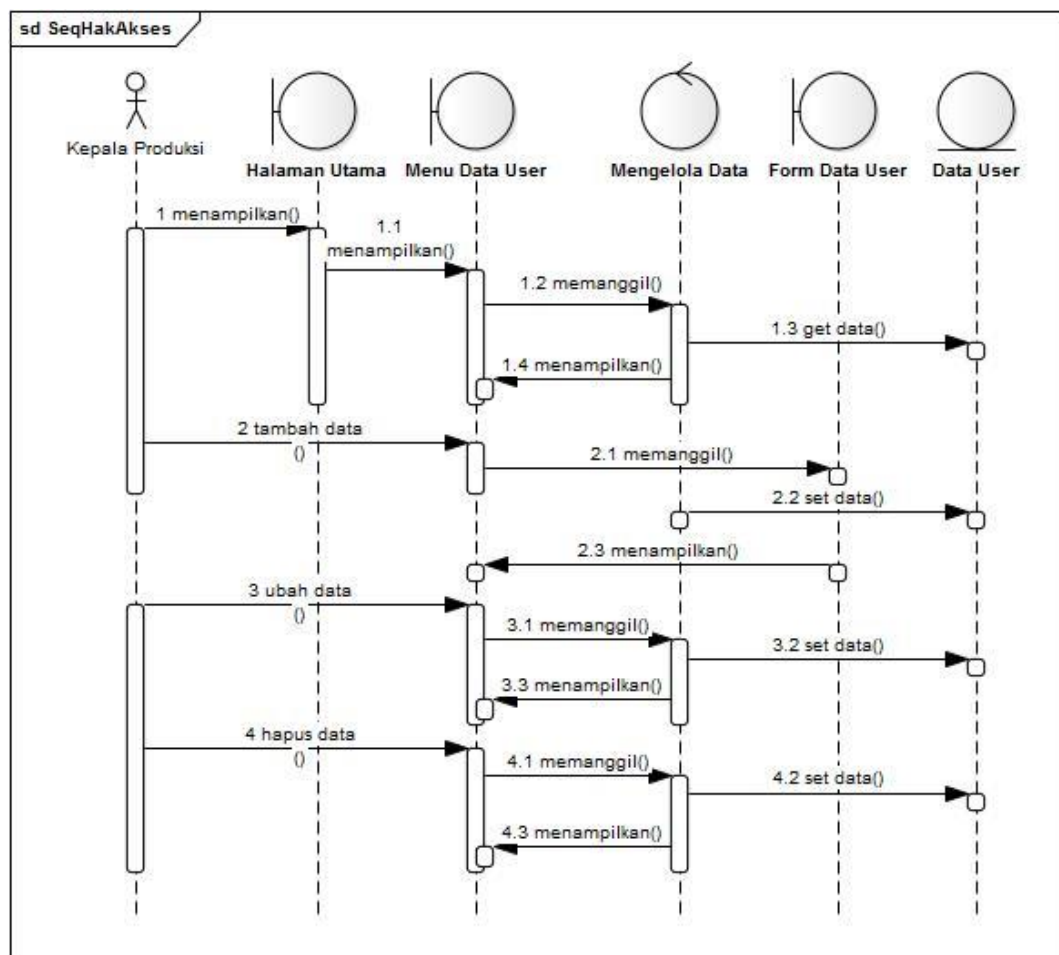 sd SeqHakAkses
Kepala Produksi
Halaman Utama
Menu Data User
Mengelola Data
Form Data User
Data User
1 menampilkan()
1.1
menampilkan()
1.2 memanggil()
1.3 get data()
1.4 menampilkan()
2 tambah data
()
2.1 memanggil()
2.2 set data()
2.3 menampilkan()
3 ubah data
()
3.1 memanggil()
3.2 set data()
3.3 menampilkan()
4 hapus data
()
4.1 memanggil()
4.2 set data()
4.3 menampilkan()